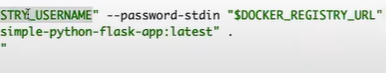 STRY_USERNAME" --password-stdin "$DOCKER_REGISTRY_URL"
simple-python-flask-app:latest" .
"